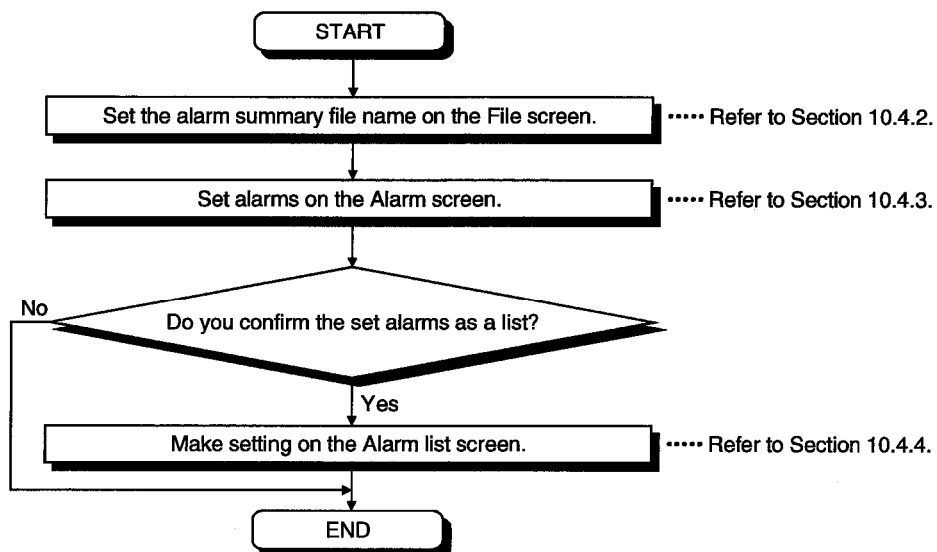 START
Set the alarm summary file name on the File screen. ····· Refer to Section 10.4.2.
Set alarms on the Alarm screen. ····· Refer to Section 10.4.3.
No
Do you confirm the set alarms as a list?
Yes
Make setting on the Alarm list screen. ····· Refer to Section 10.4.4.
END